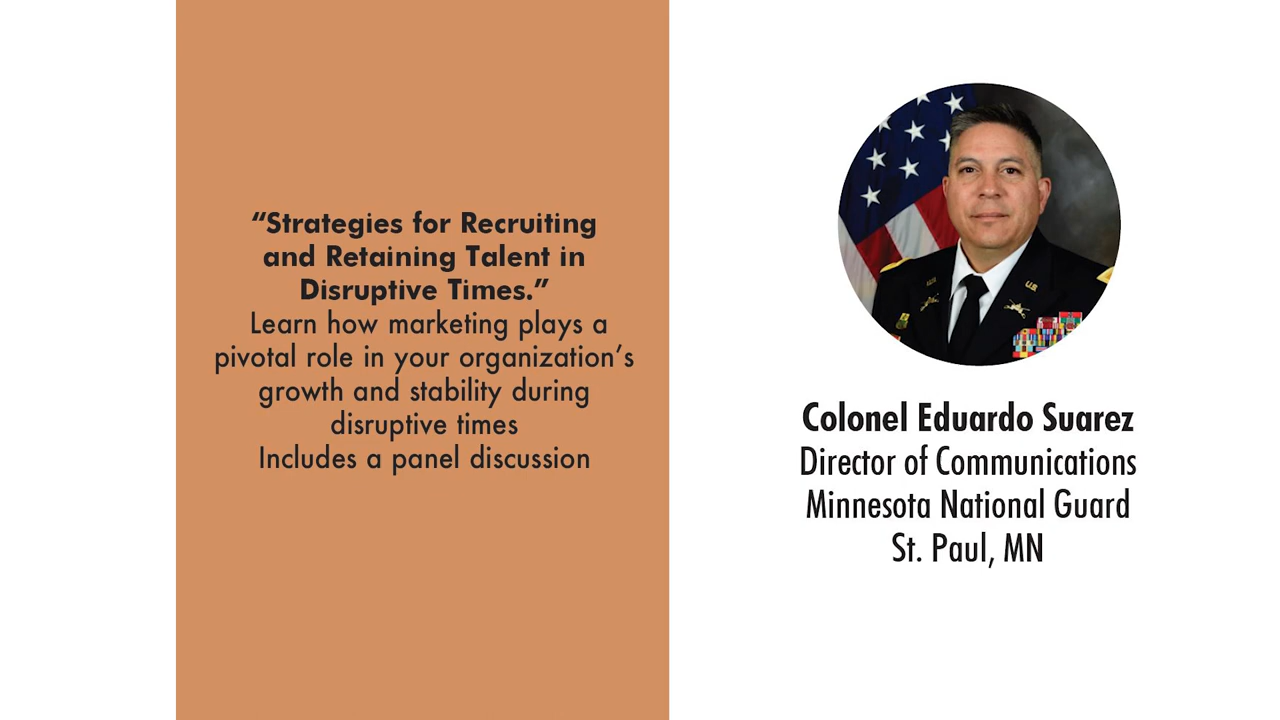 “Strategies for Recruiting
and Retaining Talent in
Disruptive Times.”
Learn how marketing plays a
pivotal role in your organization’s
growth and stability during
disruptive times
Includes a panel discussion
U.S.
Colonel Eduardo Suarez
Director of Communications
Minnesota National Guard
St. Paul, MN